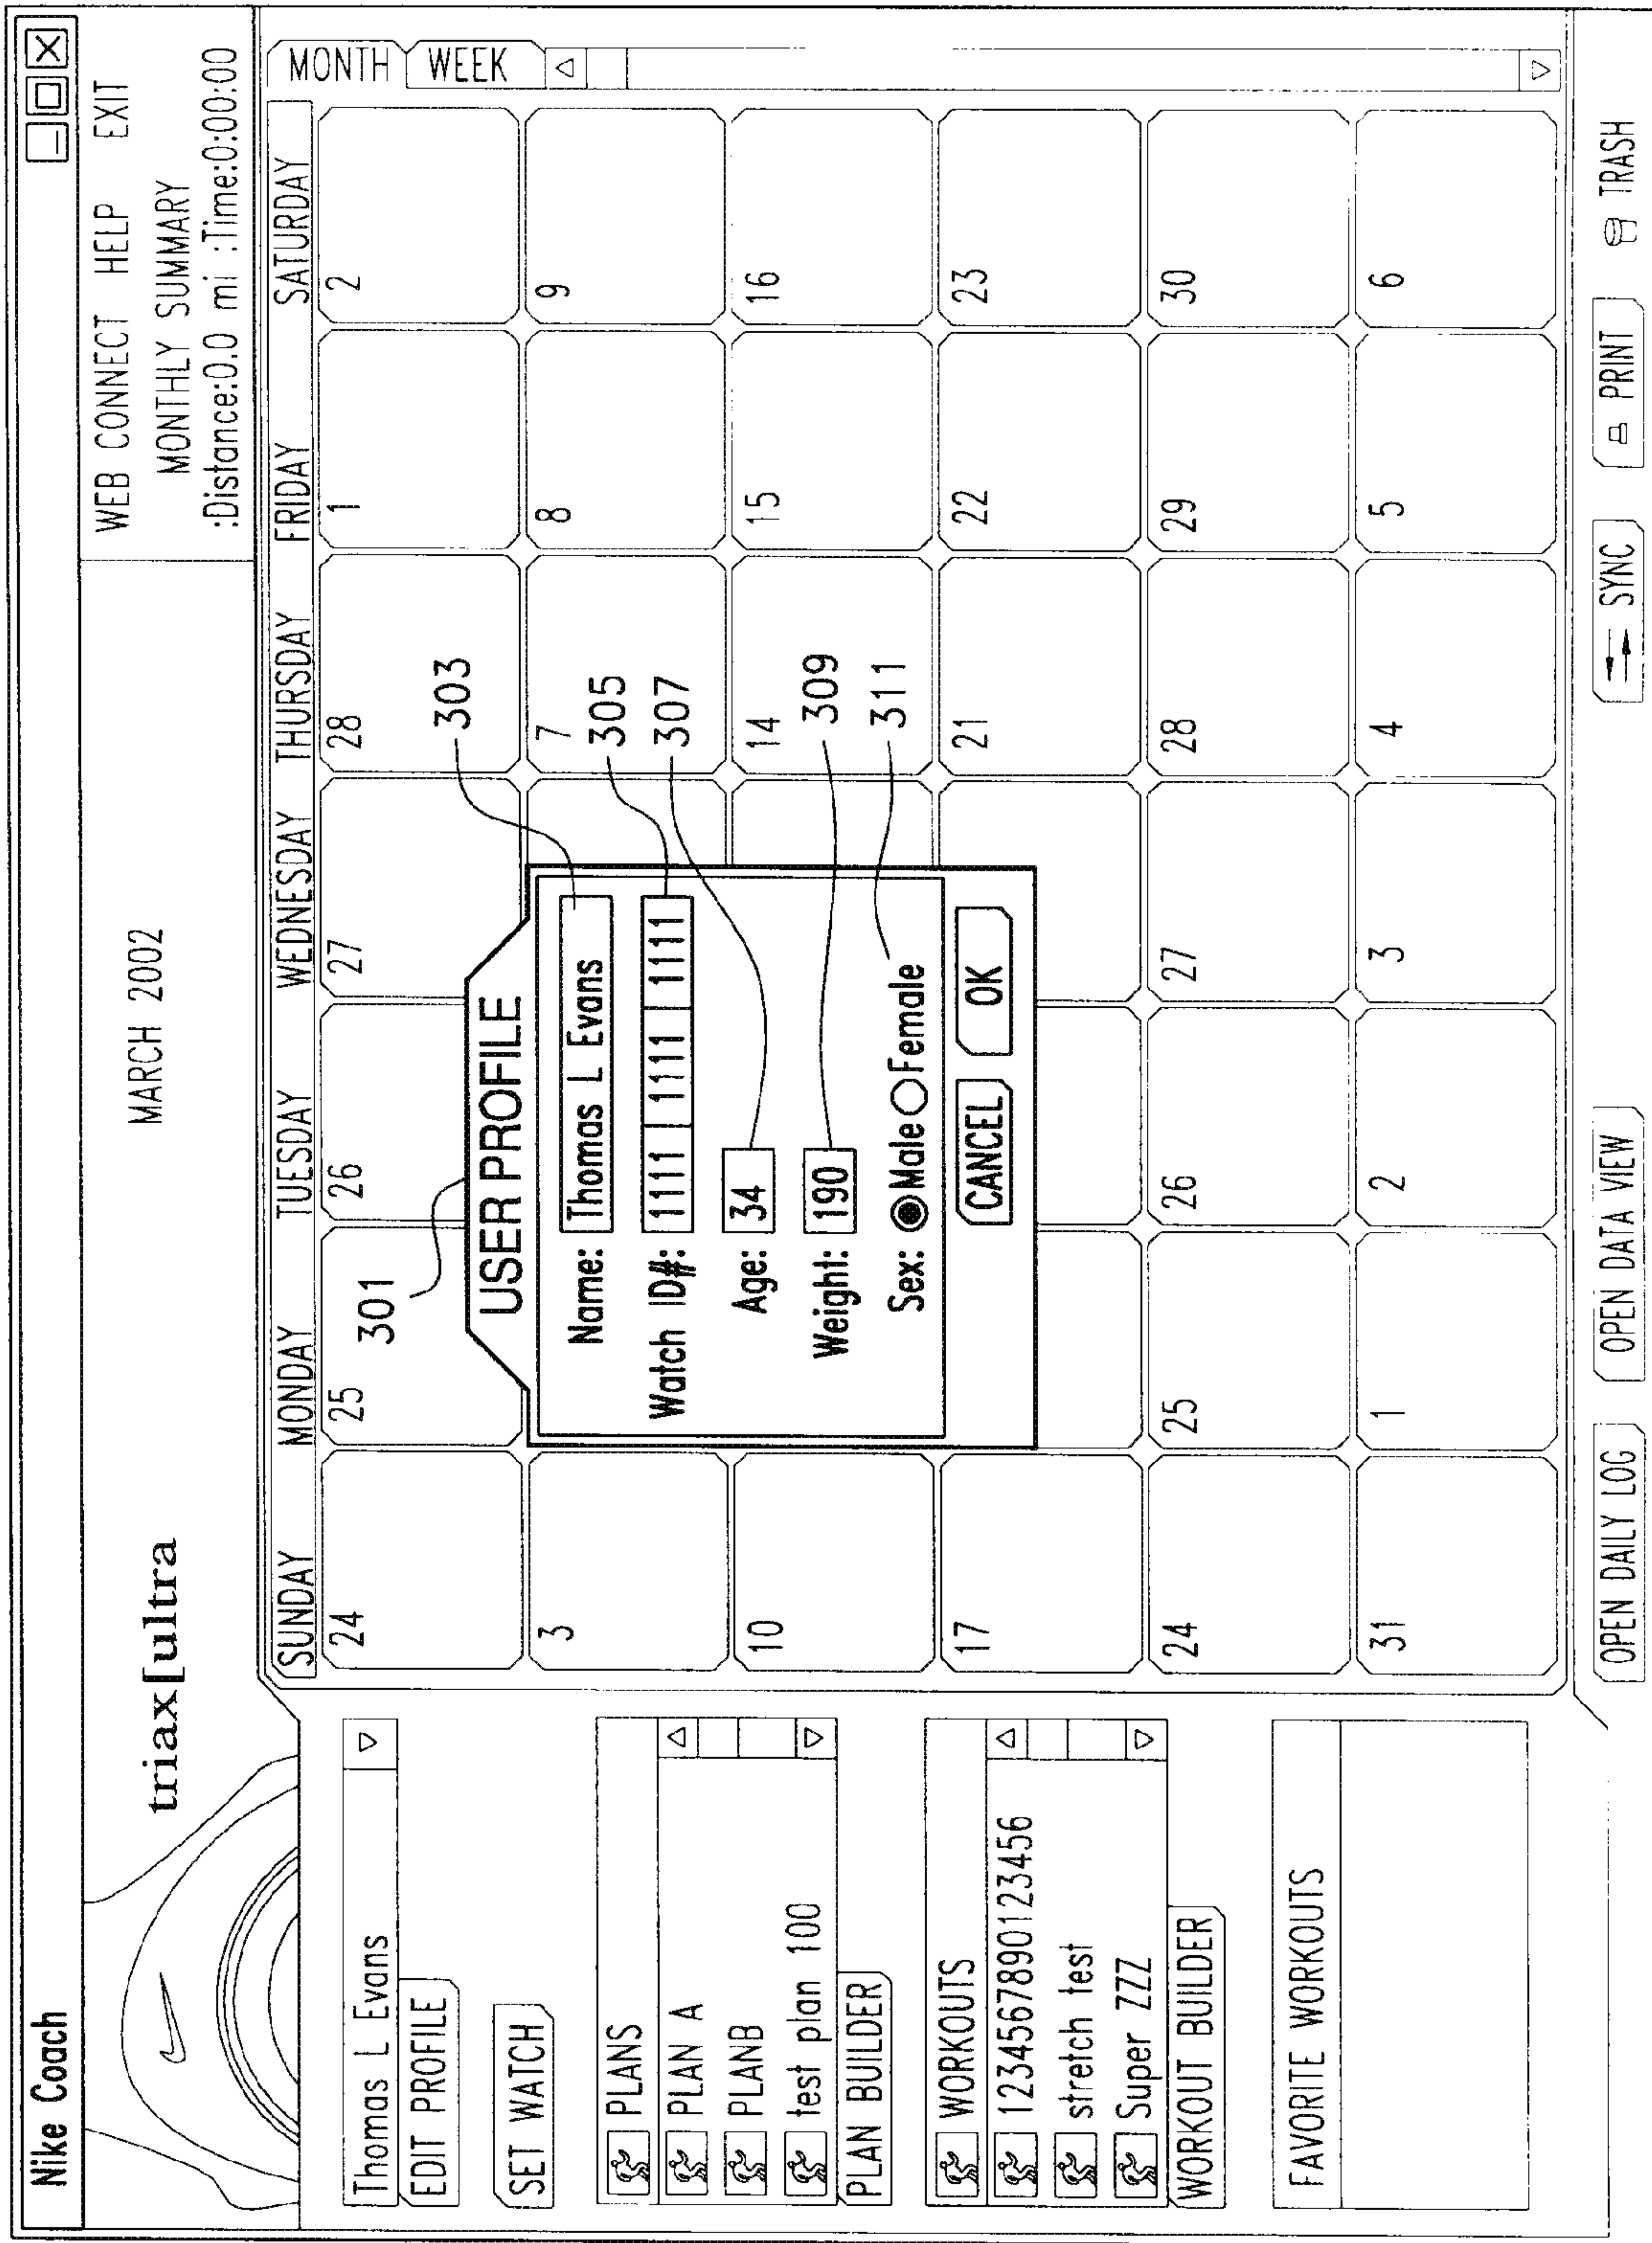 Nike Coach
triax[ultra
MARCH 2002
WEB CONNECT HELP EXIT
MONTHLY SUMMARY
:Distance:0.0 mi :Time:0:00:00
Thomas L Evans
EDIT PROFILE
SET WATCH
PLANS
PLAN A
PLANB
test plan 100
PLAN BUILDER
WORKOUTS
1234567890123456
stretch test
Super ZZZ
WORKOUT BUILDER
FAVORITE WORKOUTS
SUNDAY MONDAY TUESDAY WEDNESDAY THURSDAY FRIDAY SATURDAY
24 25 26 27 28 1 2
3 7 8 9
10 14 15 16
17 21 22 23
24 25 26 27 28 29 30
31 1 2 3 4 5 6
MONTH
WEEK
301
USER PROFILE
Name: Thomas L Evans
Watch ID#: 1111 1111 1111 1111
Age: 34
Weight: 190
Sex: Male Female
CANCEL OK
303
305
307
309
311
OPEN DAILY LOG OPEN DATA VIEW SYNC PRINT TRASH